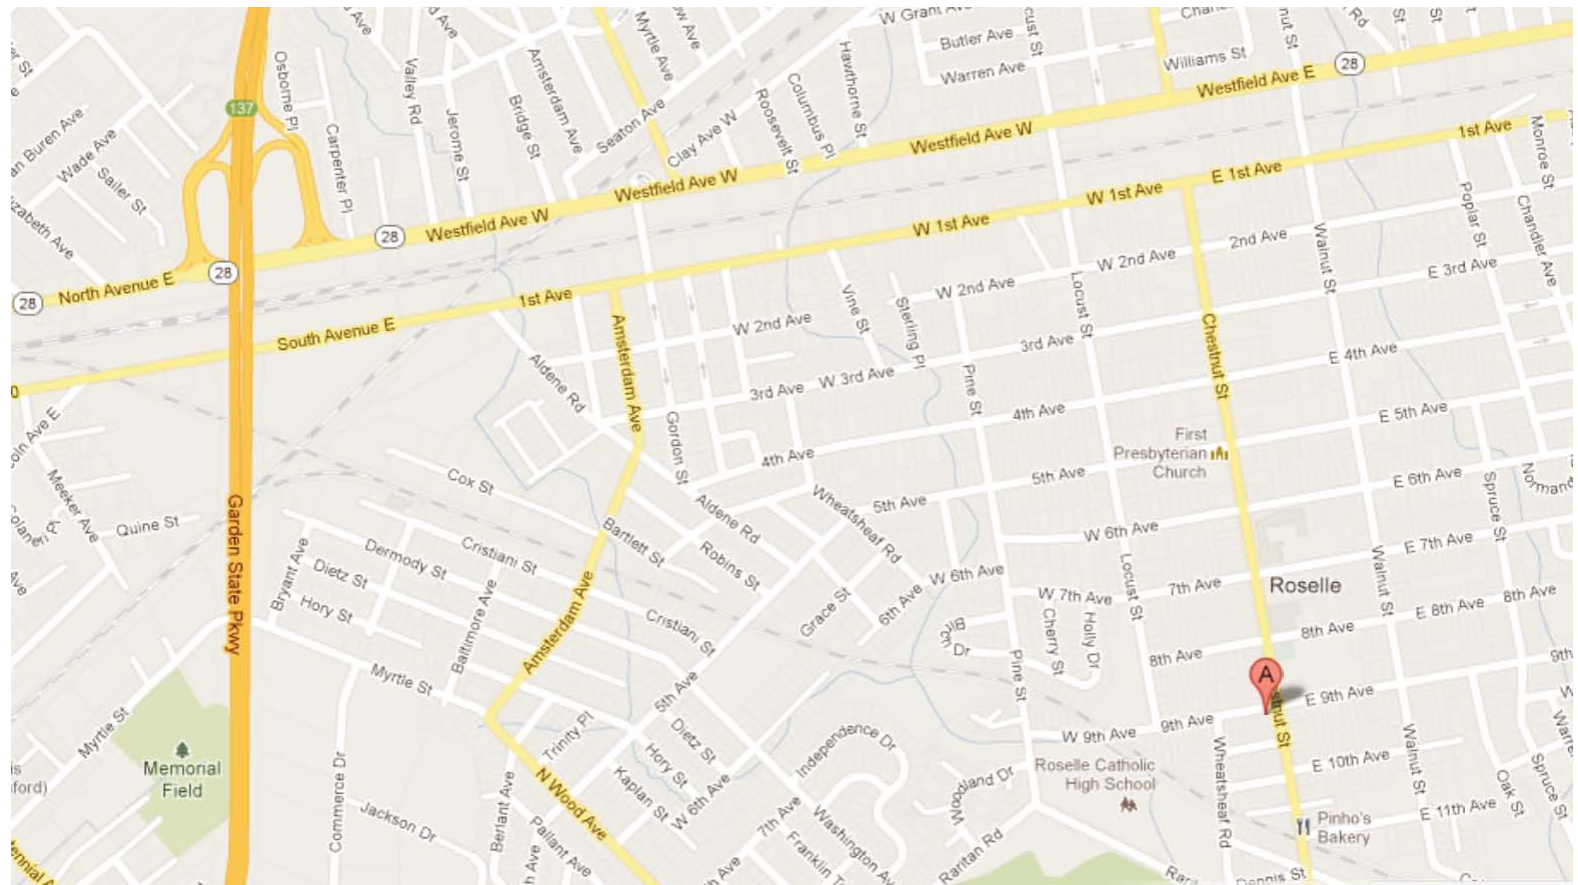 W Grant Ave
Butler Ave
Warren Ave
Williams St
Westfield Ave E
28
Osborne Pl
137
Valley Rd
Jerome St
Carpenter Pl
Bridge St
Amsterdam Ave
Myrtle Ave
Seaton Ave
Clay Ave W
Roosevelt St
Columbus Pl
Hawthorne St
Wade Ave
Sailer St
Westfield Ave W
Westfield Ave W
Westfield Ave W
28
28
28
North Avenue E
South Avenue E
1st Ave
W 1st Ave
W 1st Ave
E 1st Ave
1st Ave
Monroe St
Poplar St
Chandler Ave
Walnut St
2nd Ave
W 2nd Ave
W 2nd Ave
W 2nd Ave
E 3rd Ave
3rd Ave
W 3rd Ave
3rd Ave
Locust St
Chestnut St
Vine St
Sterling Pl
Pine St
Amsterdam Ave
Aldene Rd
Gordon St
E 4th Ave
4th Ave
4th Ave
E 5th Ave
5th Ave
5th Ave
First
Presbyterian
Church
E 6th Ave
W 6th Ave
W 6th Ave
6th Ave
Spruce St
Cox St
Meeker Ave
Quine St
Garden State Pkwy
Bartlett St
Aldene Rd
Robins St
Wheatsheaf Rd
Grace St
Cristiani St
Dermody St
Dietz St
Hory St
Bryant Ave
Baltimore Ave
Amsterdam Ave
Cristiani St
E 7th Ave
7th Ave
W 7th Ave
Roselle
Locust St
Walnut St
Cherry St
Holly Dr
Pine St
E 8th Ave
8th Ave
8th Ave
8th Ave
A
E 9th Ave
9th Ave
W 9th Ave
Myrtle St
Myrtle St
Memorial
Field
Commerce Dr
Jackson Dr
Trinity Pl
5th Ave
Dietz St
Hory St
Kaplan St
W 6th Ave
Independence Dr
Woodland Dr
Roselle Catholic
High School
Wheatsheaf Rd
E 10th Ave
E 11th Ave
Walnut St
Oak St
Spruce St
Pinho's
Bakery
N Wood Ave
Berlant Ave
Pallant Ave
7th Ave
Washington Ave
Raritan Rd
Dennis St